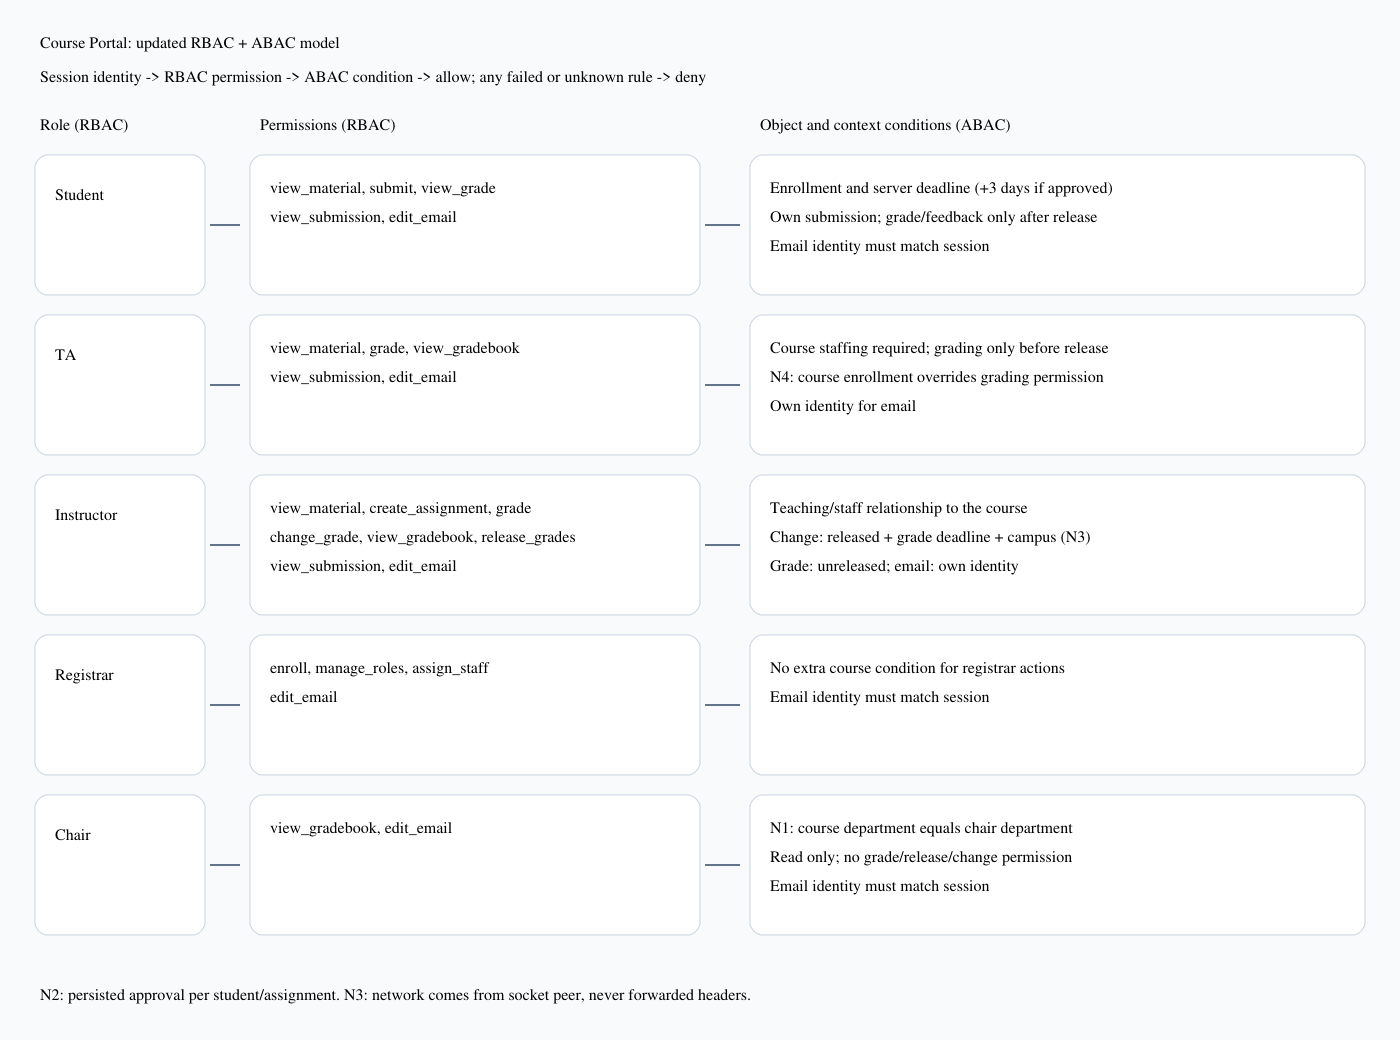 Course Portal: updated RBAC + ABAC model
Session identity -> RBAC permission -> ABAC condition -> allow; any failed or unknown rule -> deny
Role (RBAC)
Permissions (RBAC)
Object and context conditions (ABAC)
Student
view_material, submit, view_grade
view_submission, edit_email
Enrollment and server deadline (+3 days if approved)
Own submission; grade/feedback only after release
Email identity must match session
TA
view_material, grade, view_gradebook
view_submission, edit_email
Course staffing required; grading only before release
N4: course enrollment overrides grading permission
Own identity for email
Instructor
view_material, create_assignment, grade
change_grade, view_gradebook, release_grades
view_submission, edit_email
Teaching/staff relationship to the course
Change: released + grade deadline + campus (N3)
Grade: unreleased; email: own identity
Registrar
enroll, manage_roles, assign_staff
edit_email
No extra course condition for registrar actions
Email identity must match session
Chair
view_gradebook, edit_email
N1: course department equals chair department
Read only; no grade/release/change permission
Email identity must match session
N2: persisted approval per student/assignment. N3: network comes from socket peer, never forwarded headers.